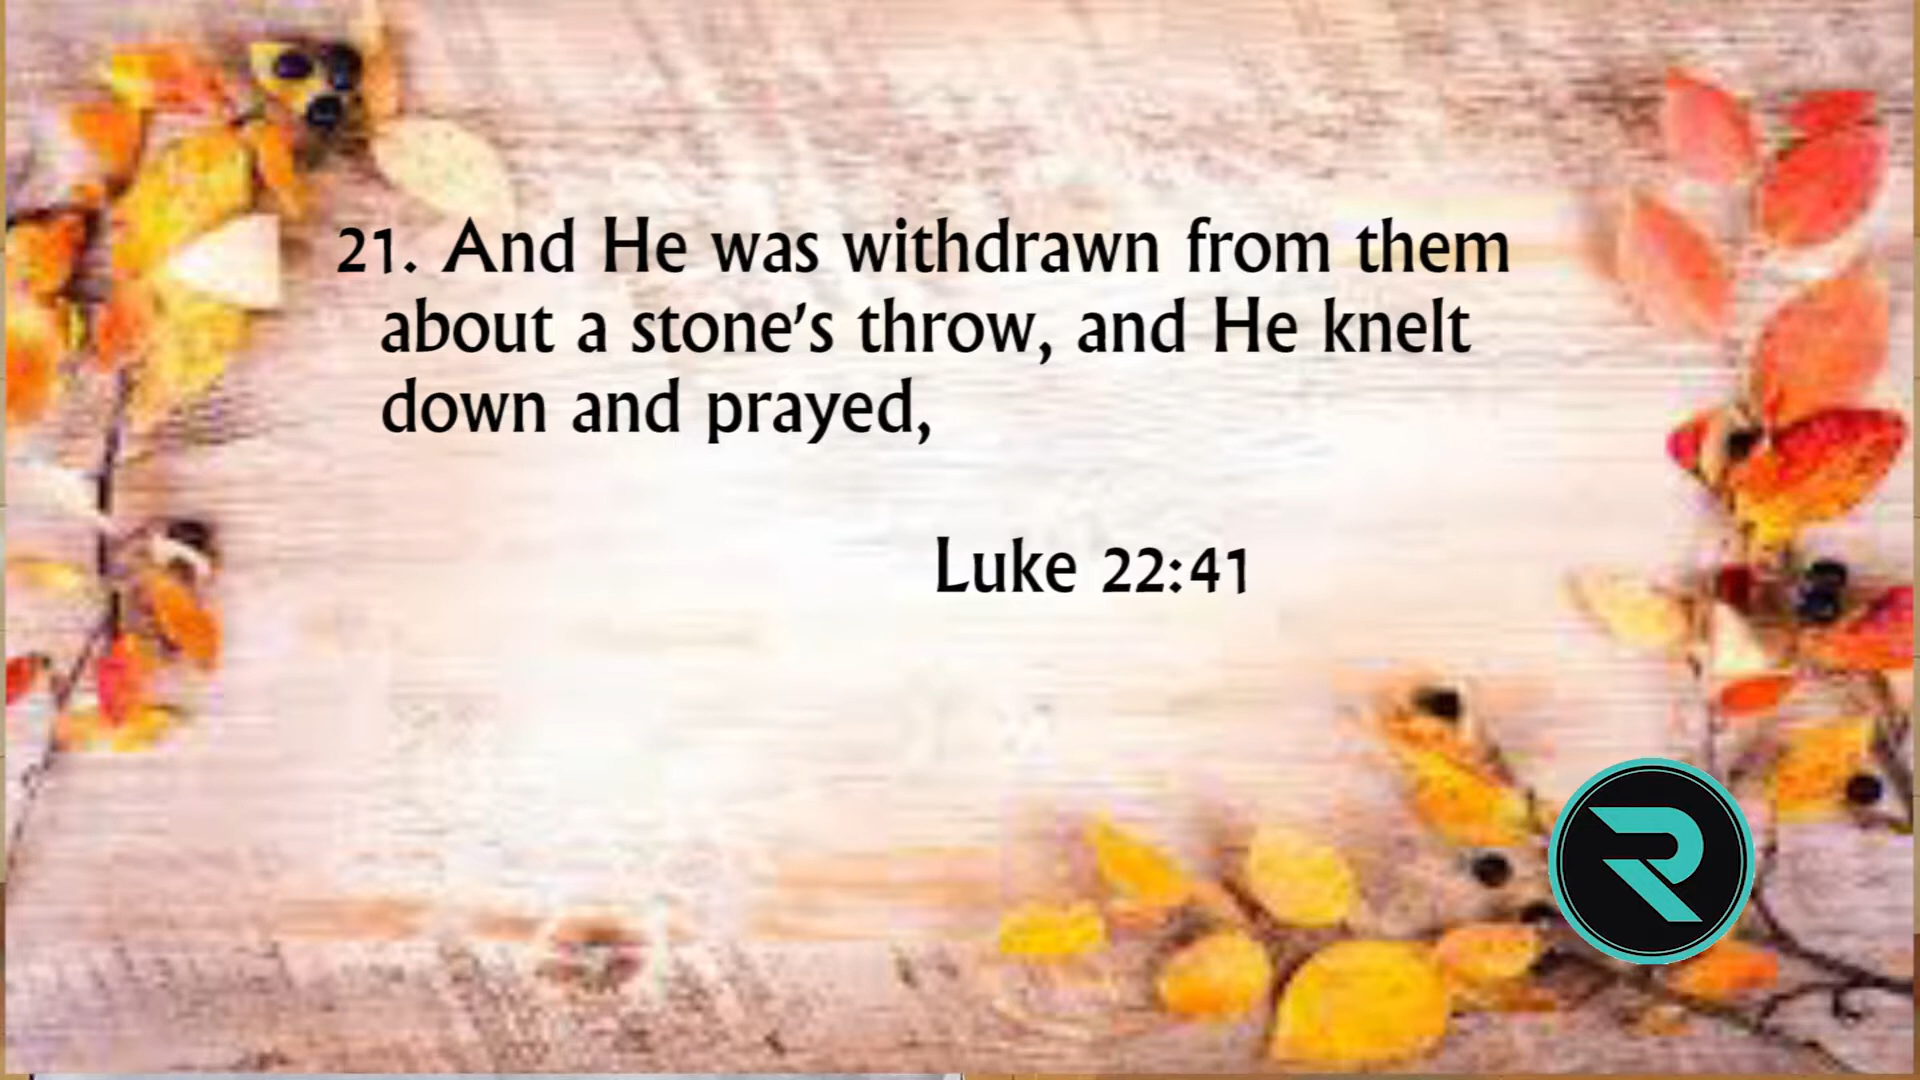 21. And He was withdrawn from them
about a stone's throw, and He knelt
down and prayed,
Luke 22:41
R